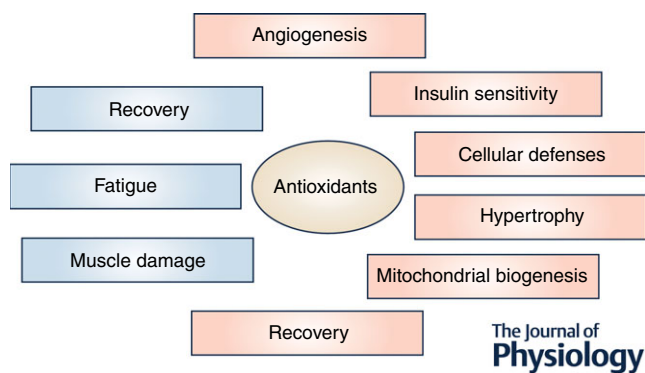 Angiogenesis
Insulin sensitivity
Recovery
Cellular defenses
Fatigue
Antioxidants
Hypertrophy
Muscle damage
Mitochondrial biogenesis
Recovery
The Journal of
Physiology